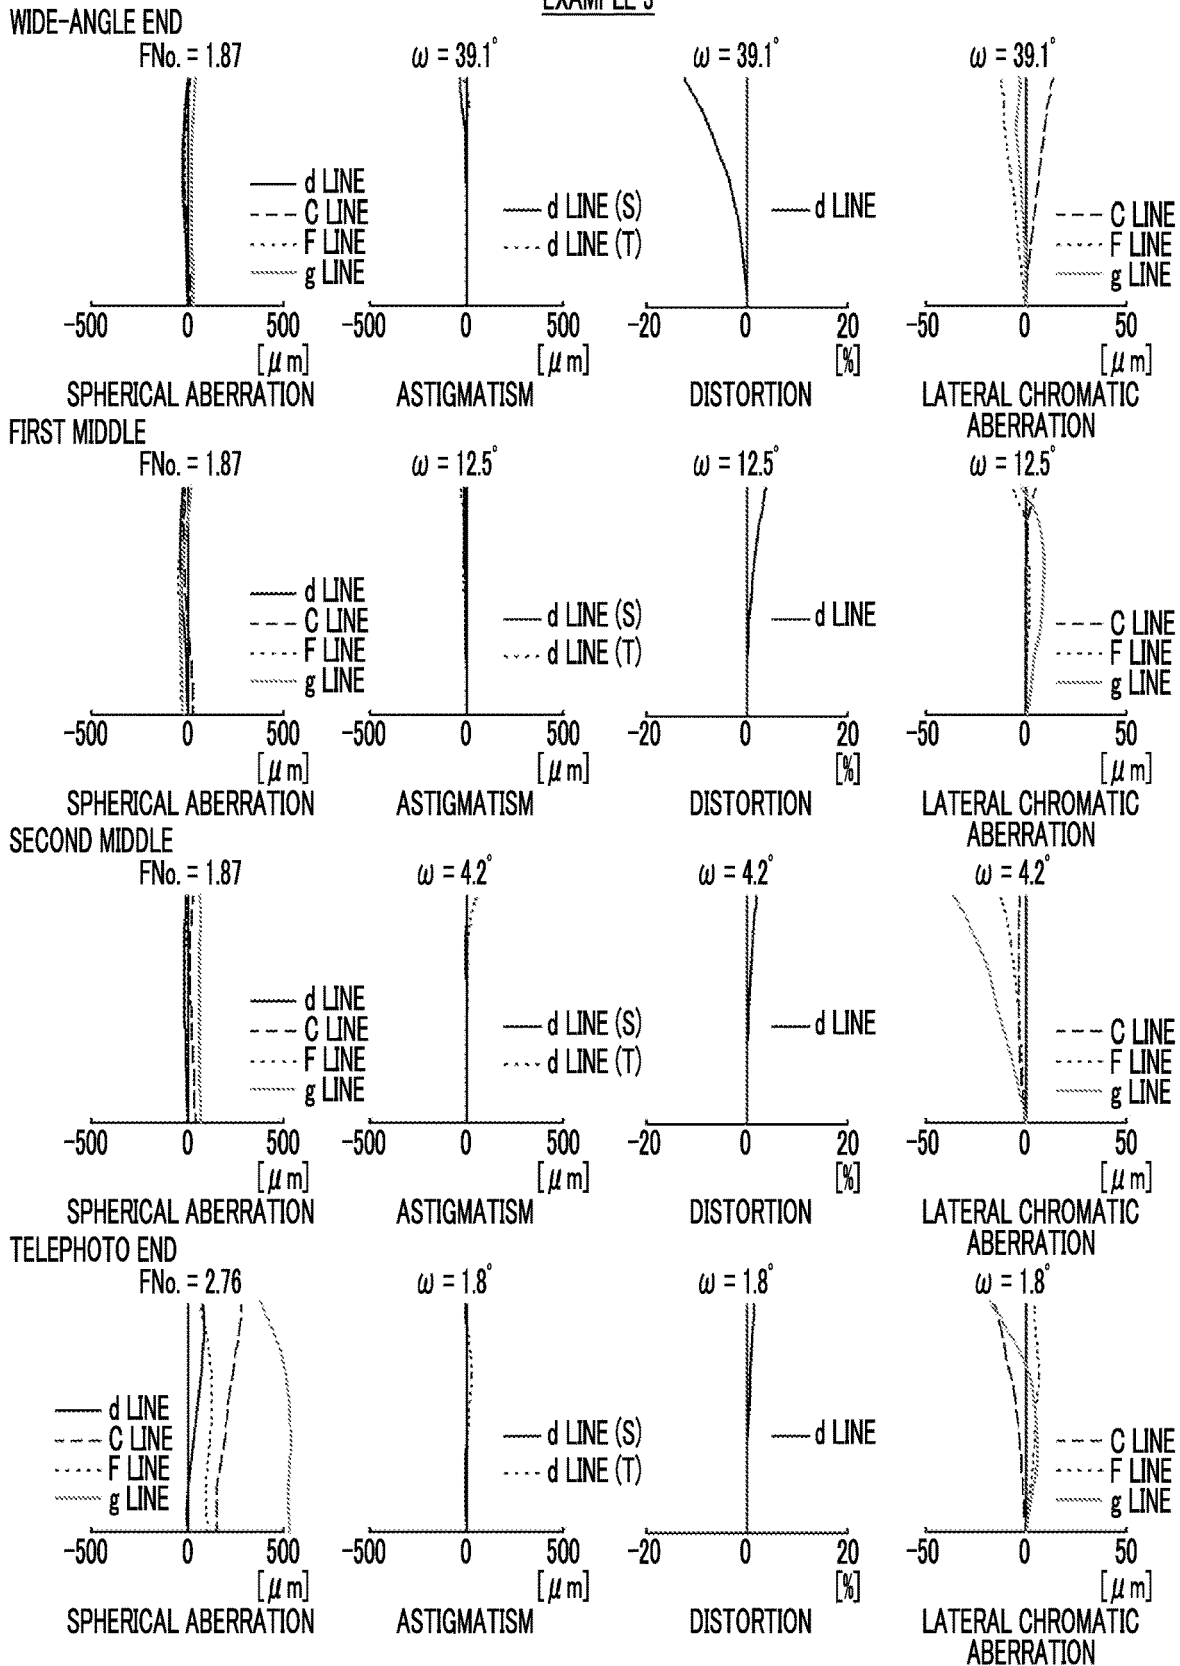 WIDE-ANGLE END
FNo. = 1.87
ω = 39.1°
ω = 39.1°
ω = 39.1°
d LINE
C LINE
F LINE
g LINE
d LINE (S)
d LINE (T)
d LINE
C LINE
F LINE
g LINE
-500 0 500
[μm]
SPHERICAL ABERRATION
-500 0 500
[μm]
ASTIGMATISM
-20 0 20
[%]
DISTORTION
-50 0 50
[μm]
LATERAL CHROMATIC
ABERRATION
FIRST MIDDLE
FNo. = 1.87
ω = 12.5°
ω = 12.5°
ω = 12.5°
d LINE
C LINE
F LINE
g LINE
d LINE (S)
d LINE (T)
d LINE
C LINE
F LINE
g LINE
-500 0 500
[μm]
SPHERICAL ABERRATION
-500 0 500
[μm]
ASTIGMATISM
-20 0 20
[%]
DISTORTION
-50 0 50
[μm]
LATERAL CHROMATIC
ABERRATION
SECOND MIDDLE
FNo. = 1.87
ω = 4.2°
ω = 4.2°
ω = 4.2°
d LINE
C LINE
F LINE
g LINE
d LINE (S)
d LINE (T)
d LINE
C LINE
F LINE
g LINE
-500 0 500
[μm]
SPHERICAL ABERRATION
-500 0 500
[μm]
ASTIGMATISM
-20 0 20
[%]
DISTORTION
-50 0 50
[μm]
LATERAL CHROMATIC
ABERRATION
TELEPHOTO END
FNo. = 2.76
ω = 1.8°
ω = 1.8°
ω = 1.8°
d LINE
C LINE
F LINE
g LINE
d LINE (S)
d LINE (T)
d LINE
C LINE
F LINE
g LINE
-500 0 500
[μm]
SPHERICAL ABERRATION
-500 0 500
[μm]
ASTIGMATISM
-20 0 20
[%]
DISTORTION
-50 0 50
[μm]
LATERAL CHROMATIC
ABERRATION